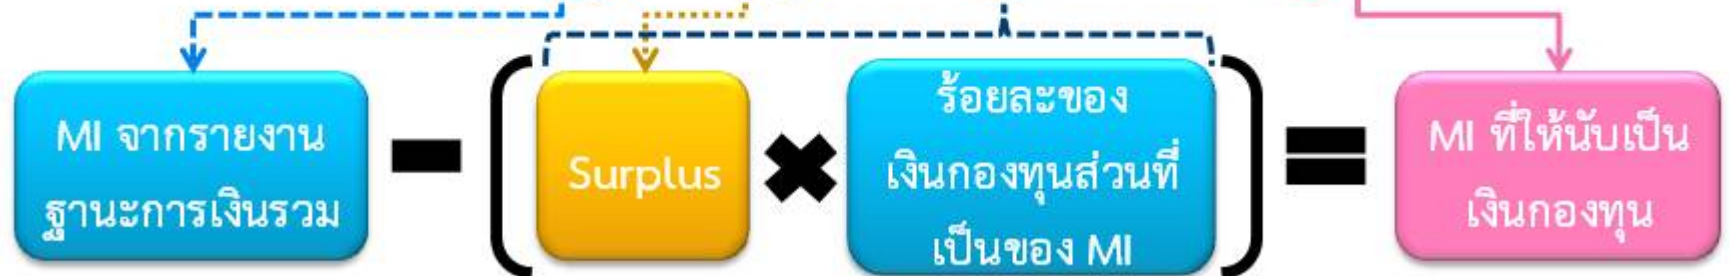 MI จากรายงาน
ฐานะการเงินรวม
Surplus
ร้อยละของ
เงินกองทุนส่วนที่
เป็นของ MI
MI ที่ให้นับเป็น
เงินกองทุน